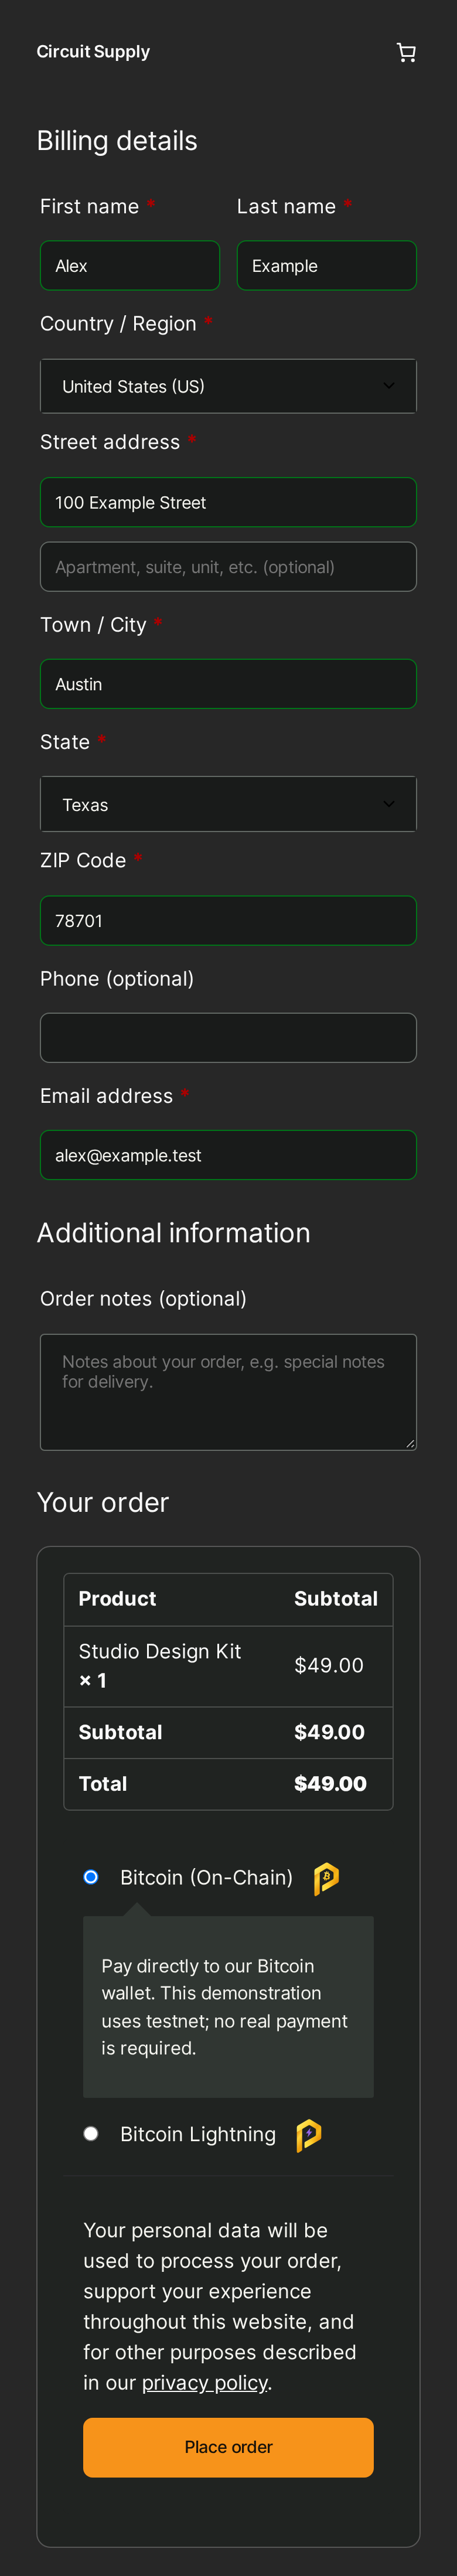 Circuit Supply
Billing details
First name *
Last name *
Alex
Example
Country / Region *
United States (US)
Street address *
100 Example Street
Apartment, suite, unit, etc. (optional)
Town / City *
Austin
State *
Texas
ZIP Code *
78701
Phone (optional)
Email address *
alex@example.test
Additional information
Order notes (optional)
Notes about your order, e.g. special notes
for delivery.
Your order
Product Subtotal
Studio Design Kit
× 1
$49.00
Subtotal $49.00
Total $49.00
Bitcoin (On-Chain)
Pay directly to our Bitcoin
wallet. This demonstration
uses testnet; no real payment
is required.
Bitcoin Lightning
Your personal data will be
used to process your order,
support your experience
throughout this website, and
for other purposes described
in our privacy policy.
Place order